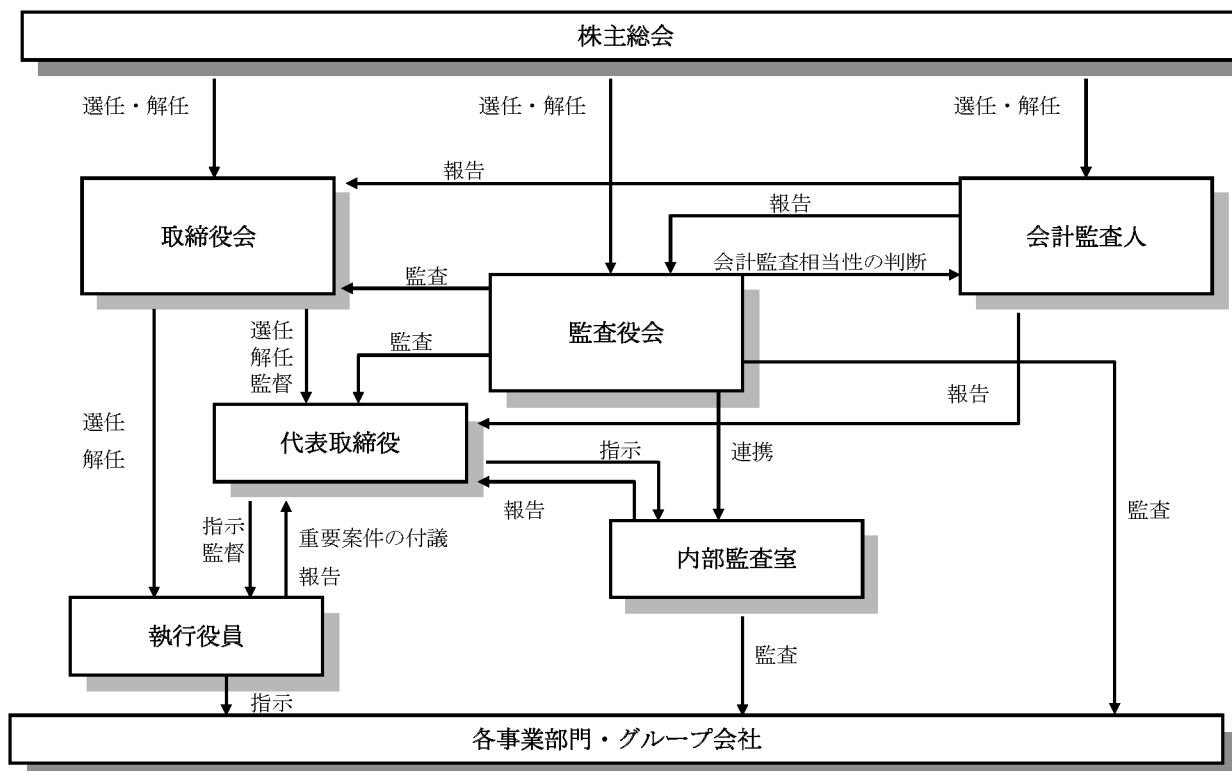 株主総会
選任・解任
選任・解任
選任・解任
報告
報告
取締役会
会計監査人
会計監査相当性の判断
監査
監査役会
選任
解任
監督
監査
報告
代表取締役
選任
解任
指示
連携
報告
監査
指示
監督
重要案件の付議
報告
内部監査室
執行役員
監査
指示
各事業部門・グループ会社